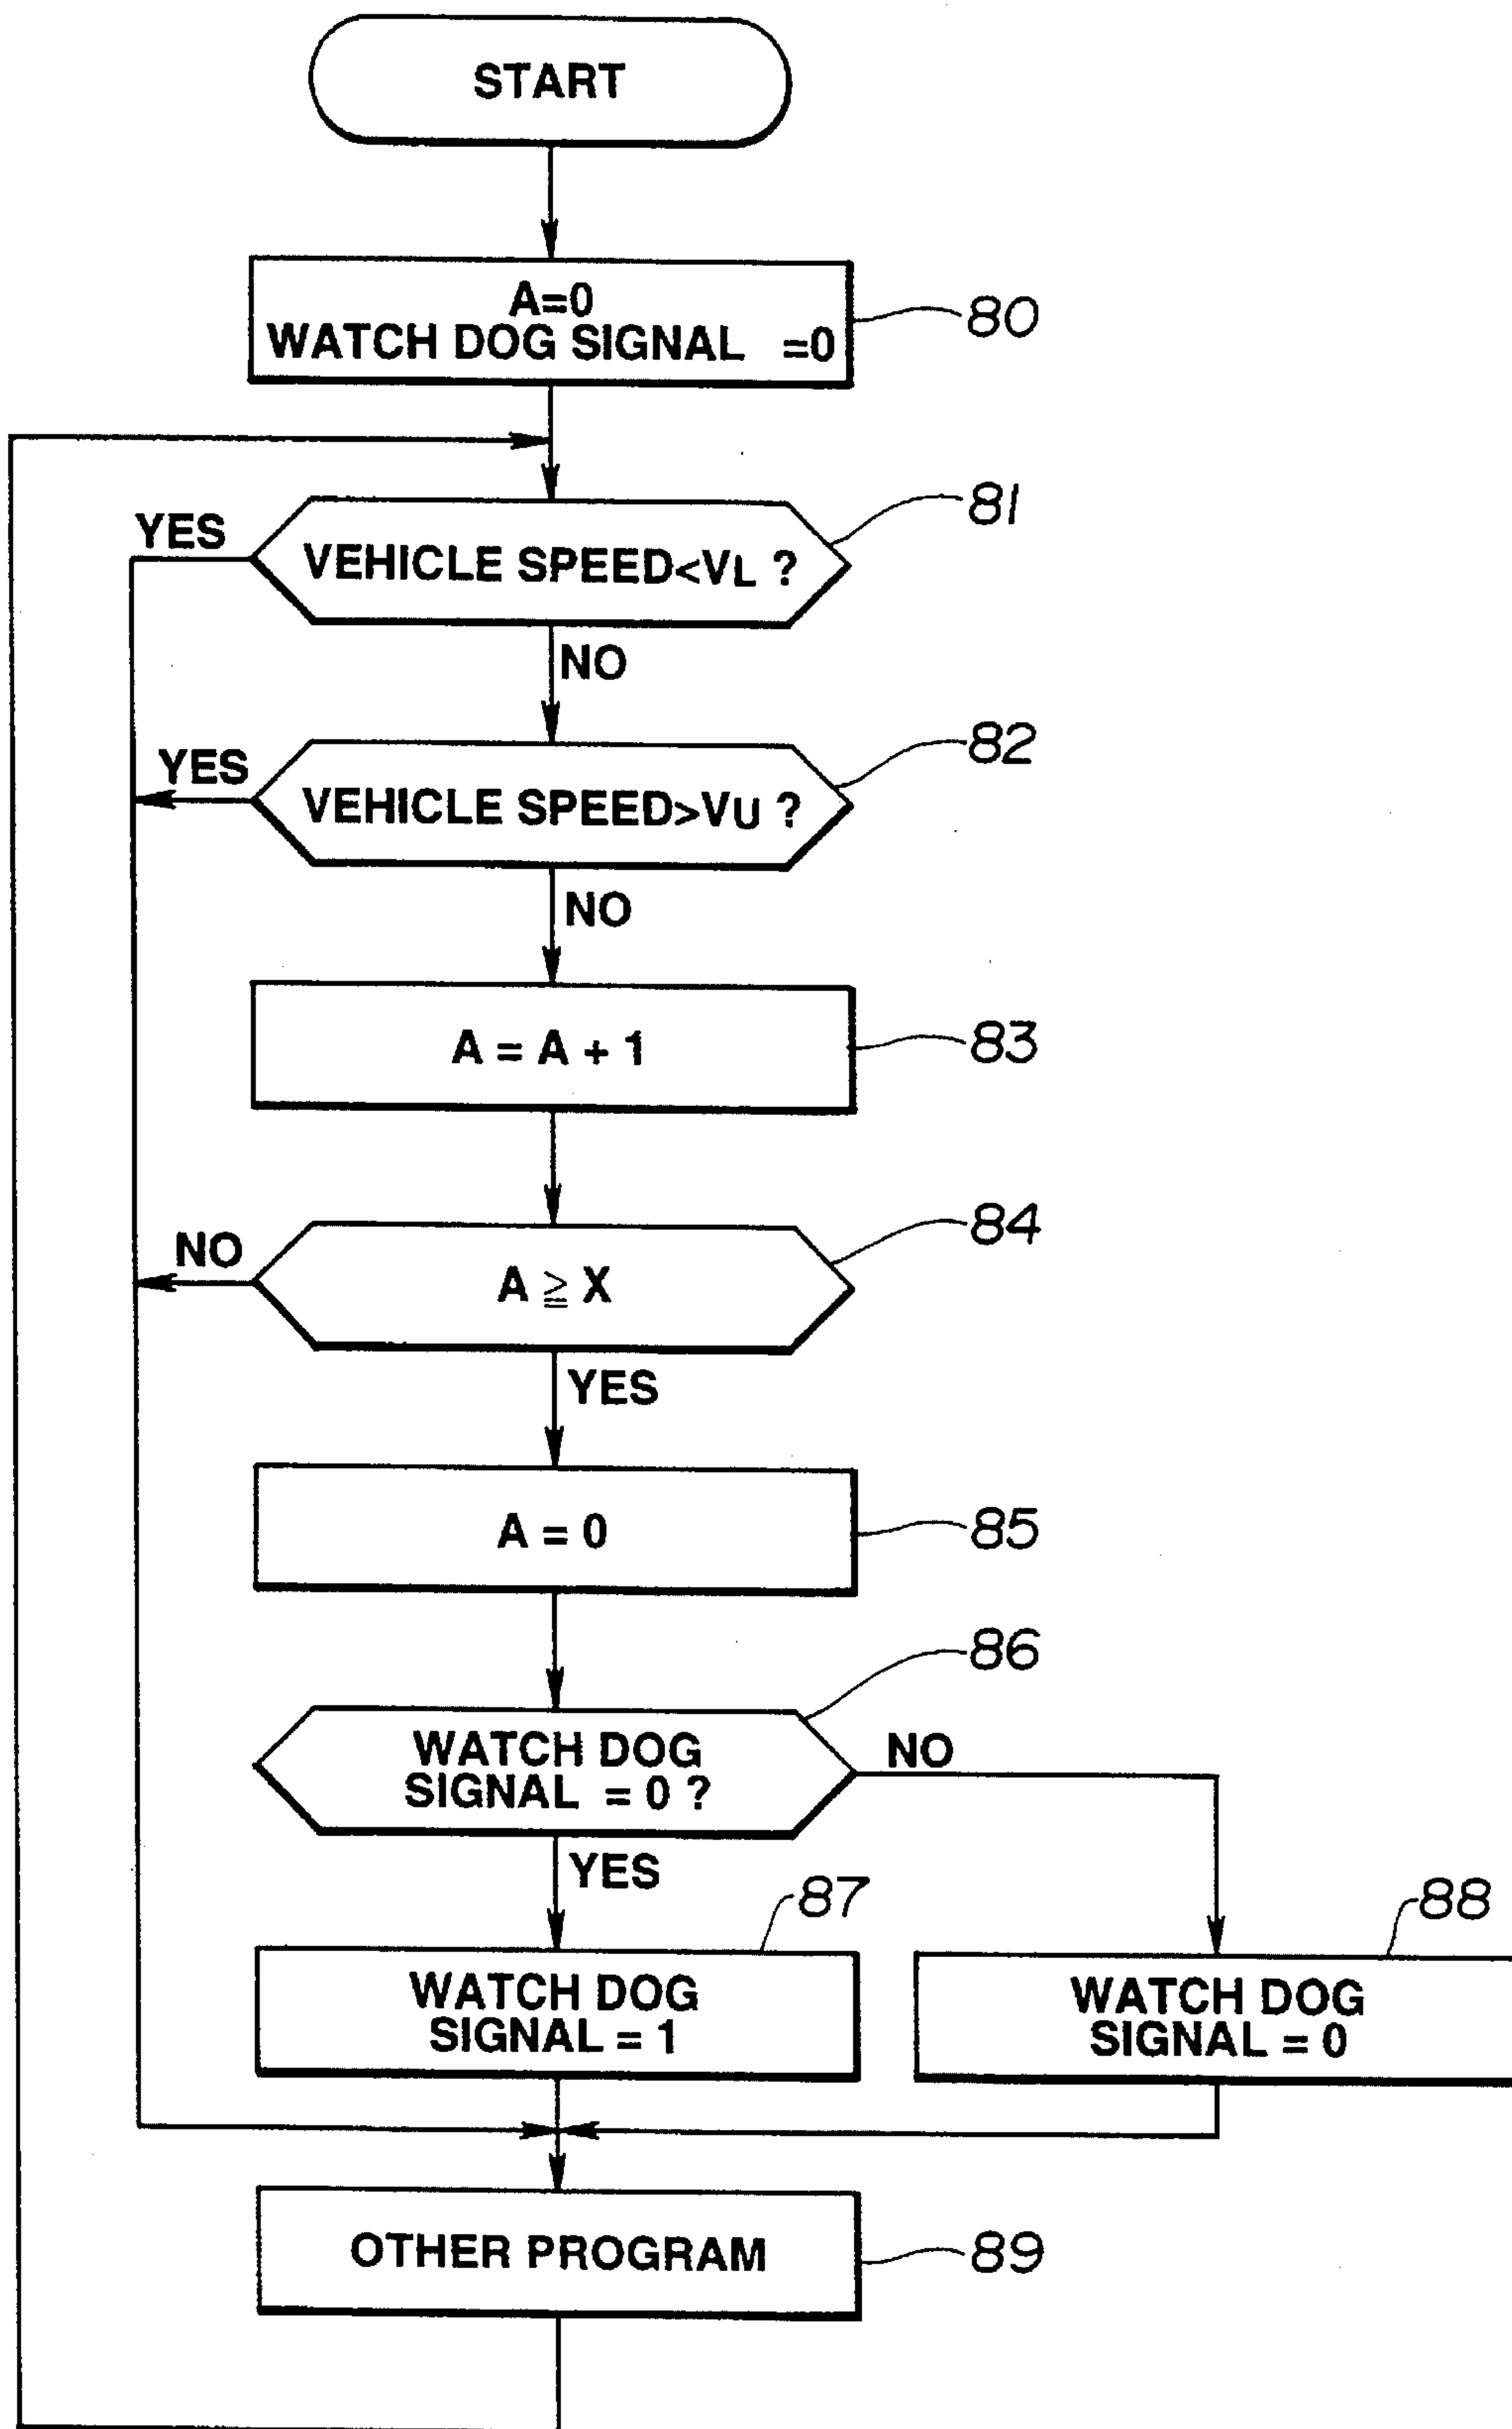 START
A=0
WATCH DOG SIGNAL =0
80
81
YES
VEHICLE SPEED<VL ?
NO
82
YES
VEHICLE SPEED>VU ?
NO
A = A + 1
83
84
NO
A ≧ X
YES
A = 0
85
86
WATCH DOG
SIGNAL = 0 ?
NO
YES
87
88
WATCH DOG
SIGNAL = 1
WATCH DOG
SIGNAL = 0
OTHER PROGRAM
89